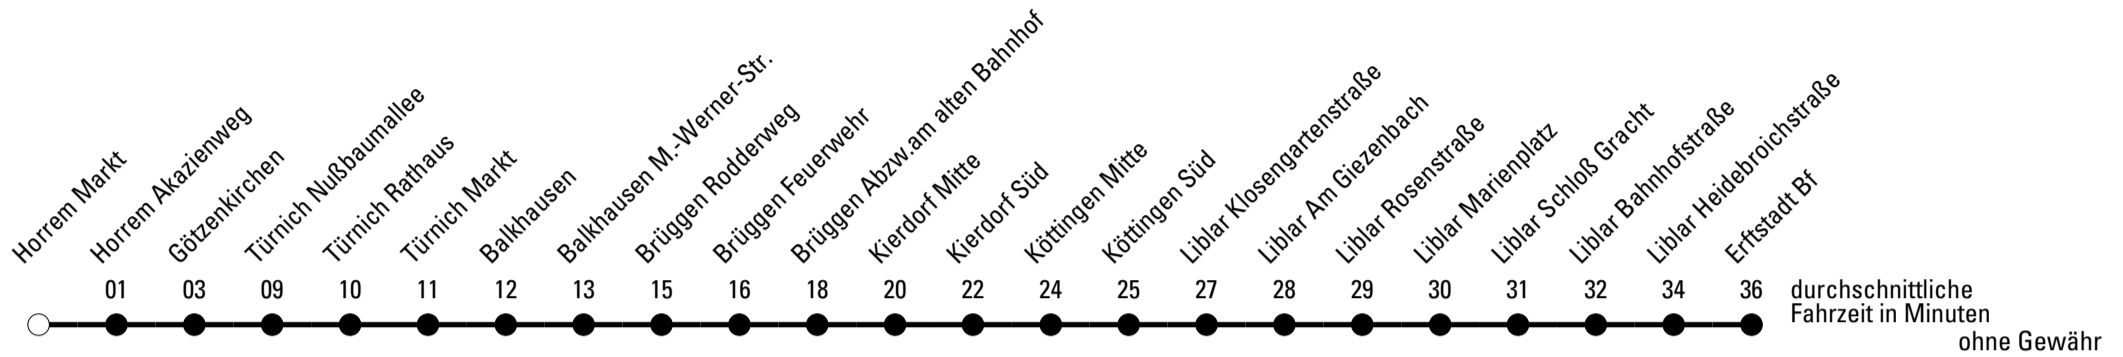 Horrem Markt
Horrem Akazienweg
Götzenkirchen
Türnich Nußbaumallee
Türnich Rathaus
Türnich Markt
Balkhausen
Balkhausen M.-Werner-Str.
Brüggen Rodderweg
Brüggen Feuerwehr
Brüggen Abzw.am alten Bahnhof
Kierdorf Mitte
Kierdorf Süd
Köttingen Mitte
Köttingen Süd
Liblar Klosengartenstraße
Liblar Am Giezenbach
Liblar Rosenstraße
Liblar Marienplatz
Liblar Schloß Gracht
Liblar Bahnhofstraße
Liblar Heidebroichstraße
Erftstadt Bf
01 03 09 10 11 12 13 15 16 18 20 22 24 25 27 28 29 30 31 32 34 36 durchschnittliche
Fahrzeit in Minuten
ohne Gewähr